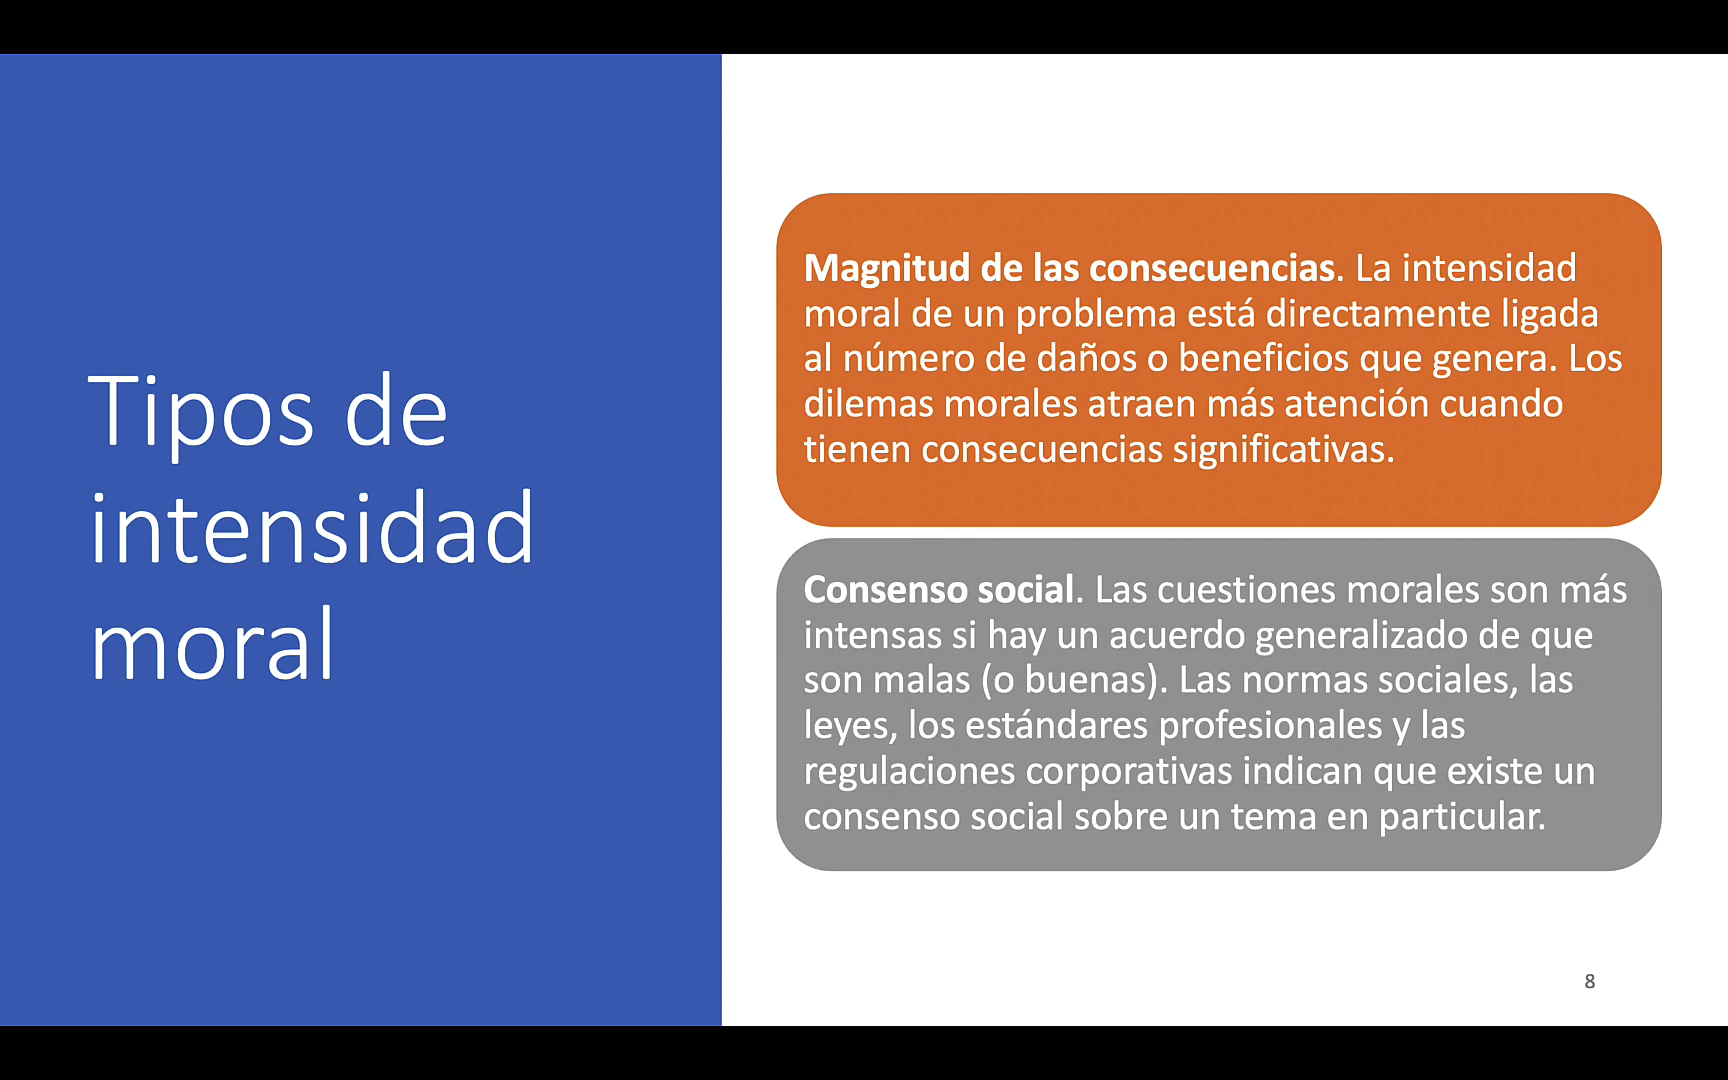 Tipos de
intensidad
moral
Magnitud de las consecuencias. La intensidad
moral de un problema está directamente ligada
al número de daños o beneficios que genera. Los
dilemas morales atraen más atención cuando
tienen consecuencias significativas.
Consenso social. Las cuestiones morales son más
intensas si hay un acuerdo generalizado de que
son malas (o buenas). Las normas sociales, las
leyes, los estándares profesionales y las
regulaciones corporativas indican que existe un
consenso social sobre un tema en particular.
8